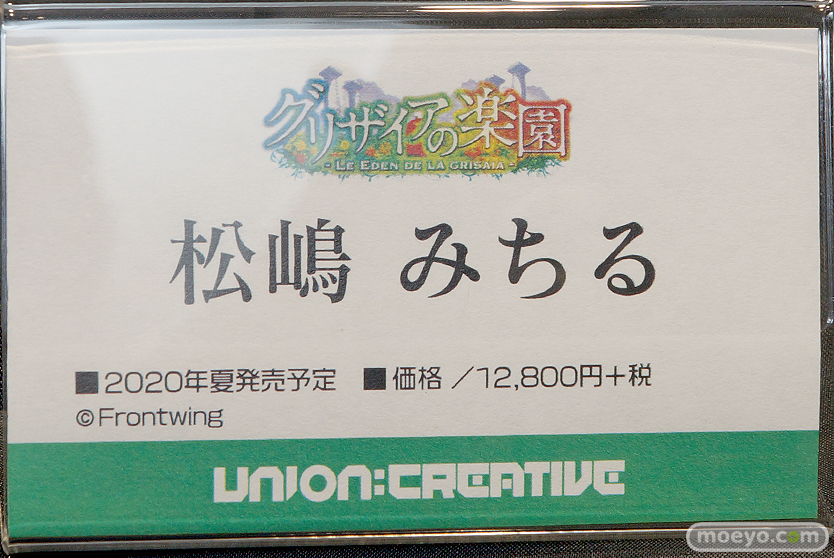 グリザイアの楽園
- LE EDEN DE LA GRISAIA -
松嶋 みちる
■2020年夏発売予定 ■価格／12,800円＋税
©Frontwing
UNION:CREATIVE
moeyo.com